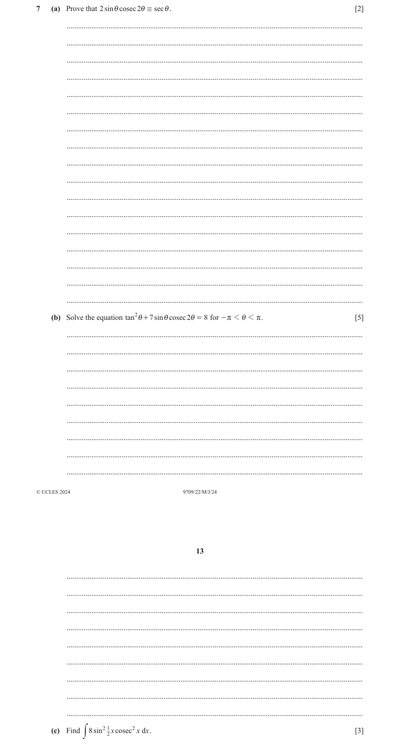 7 (a) Prove that 2 sin θ cosec 2θ ≡ sec θ. [2]
(b) Solve the equation tan²θ + 7 sin θ cosec 2θ = 8 for −π < θ < π. [5]
© UCLES 2024 9709/22/M/J/24
13
(c) Find ∫ 8 sin² ½x cosec² x dx. [3]